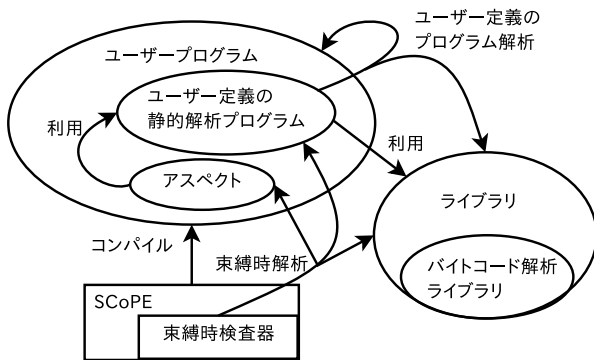 ユーザー定義の
プログラム解析
ユーザープログラム
ユーザー定義の
静的解析プログラム
利用
利用
アスペクト
ライブラリ
コンパイル
束縛時解析
バイトコード解析
ライブラリ
SCoPE
束縛時検査器